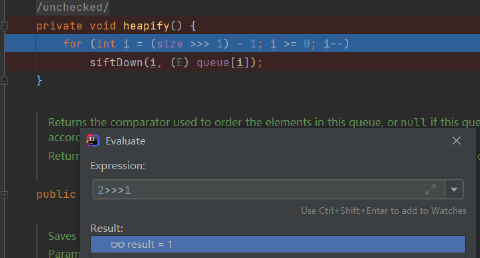 /unchecked/
private void heapify() {
for (int i = (size >>> 1) - 1; i >= 0; i--)
siftDown(i, (E) queue[i]);
}
Returns the comparator used to order the elements in this queue, or null if this que
accor
Retur
Evaluate
Expression:
public
2>>>1
Use Ctrl+Shift+Enter to add to Watches
Result:
Saves
oo result = 1
Param